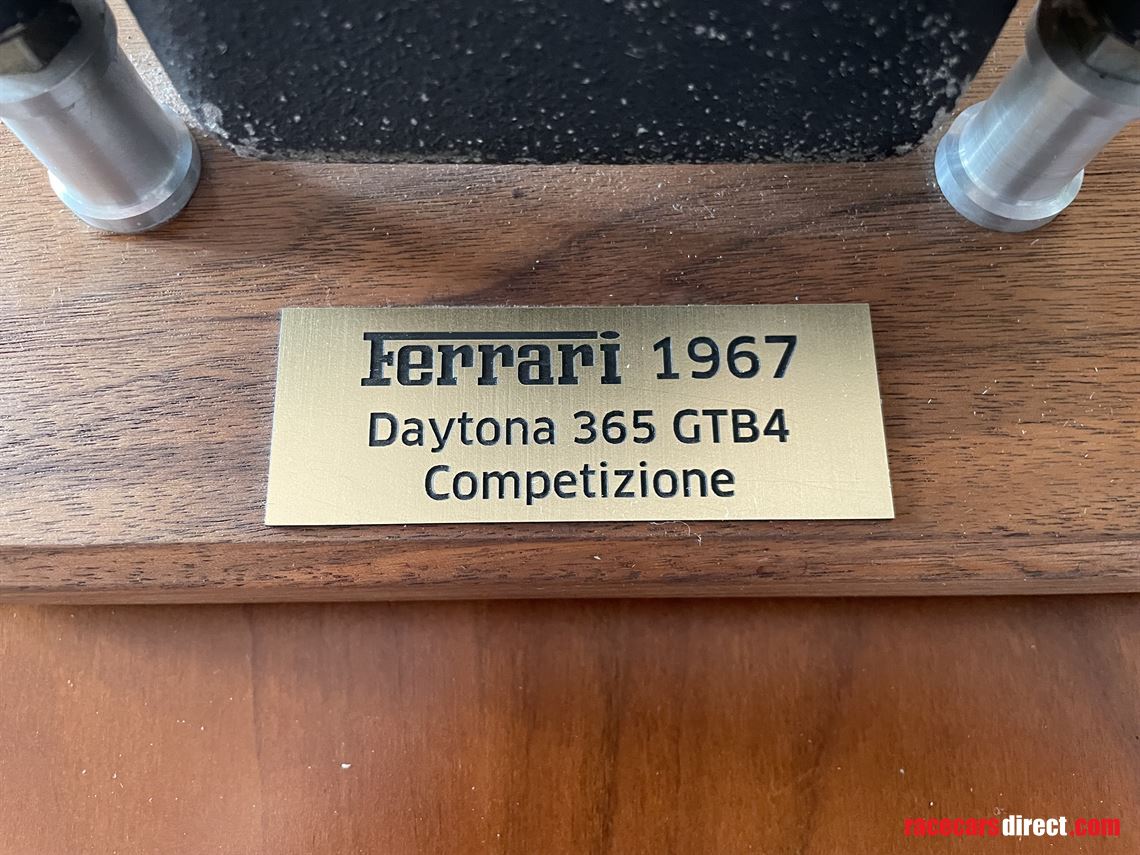 Ferrari 1967
Daytona 365 GTB4
Competizione
racecarsdirect.com